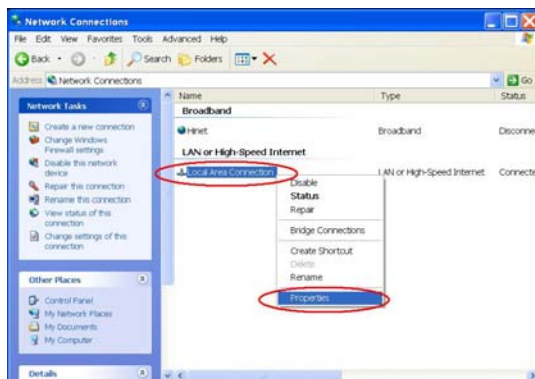 Network Connections
File Edit View Favorites Tools Advanced Help
Back Search Folders
Address Network Connections Go
Network Tasks
Create a new connection
Change Windows Firewall settings
Disable this network device
Repair this connection
Rename this connection
View status of this connection
Change settings of this connection
Other Places
Control Panel
My Network Places
My Documents
My Computer
Details
Name Type Status
Broadband
Hinet Broadband Disconne
LAN or High-Speed Internet
Local Area Connection LAN or High-Speed Internet Connecte
Disable
Status
Repair
Bridge Connections
Create Shortcut
Delete
Rename
Properties